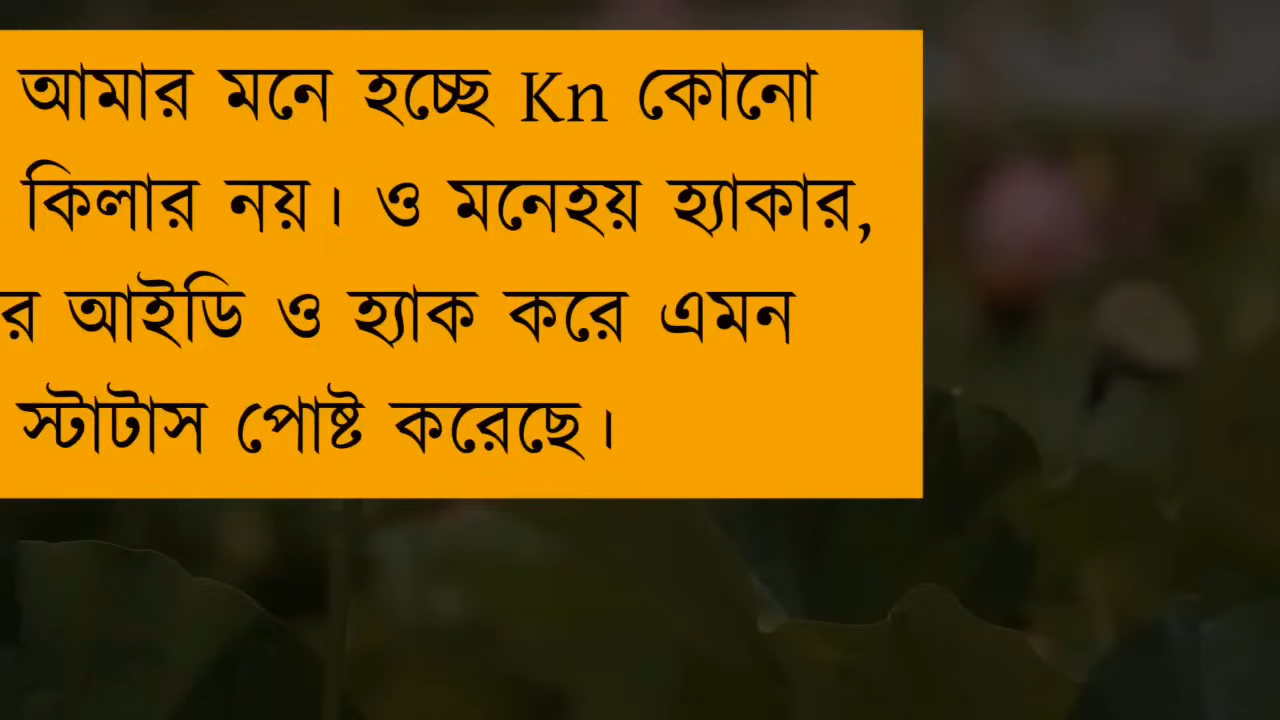 আমার মনে হচ্ছে Kn কোনো
কিলার নয়। ও মনেহয় হ্যাকার,
র আইডি ও হ্যাক করে এমন
স্টাটাস পোষ্ট করেছে।